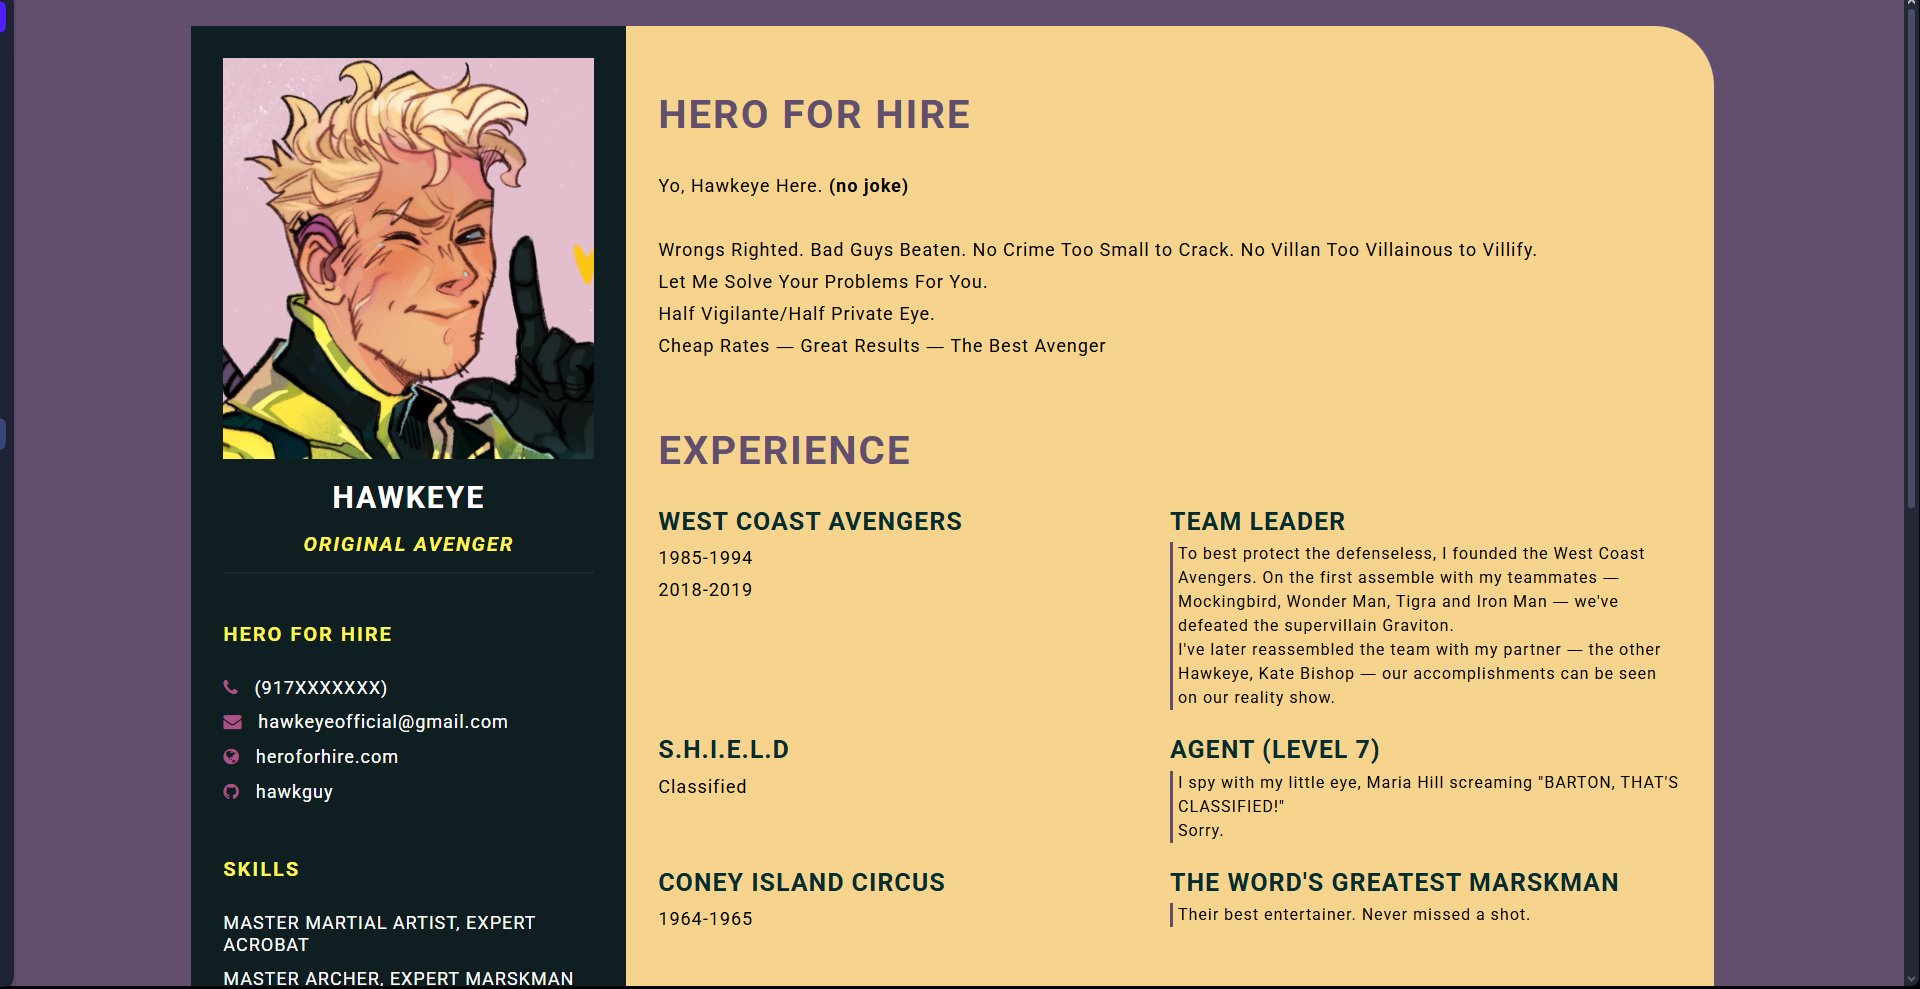 HAWKEYE
ORIGINAL AVENGER
HERO FOR HIRE
(917XXXXXXX)
hawkeyeofficial@gmail.com
heroforhire.com
hawkguy
SKILLS
MASTER MARTIAL ARTIST, EXPERT
ACROBAT
MASTER ARCHER, EXPERT MARSKMAN
HERO FOR HIRE
Yo, Hawkeye Here. (no joke)
Wrongs Righted. Bad Guys Beaten. No Crime Too Small to Crack. No Villan Too Villainous to Villify.
Let Me Solve Your Problems For You.
Half Vigilante/Half Private Eye.
Cheap Rates — Great Results — The Best Avenger
EXPERIENCE
WEST COAST AVENGERS
1985-1994
2018-2019
TEAM LEADER
To best protect the defenseless, I founded the West Coast
Avengers. On the first assemble with my teammates —
Mockingbird, Wonder Man, Tigra and Iron Man — we've
defeated the supervillain Graviton.
I've later reassembled the team with my partner — the other
Hawkeye, Kate Bishop — our accomplishments can be seen
on our reality show.
S.H.I.E.L.D
Classified
AGENT (LEVEL 7)
I spy with my little eye, Maria Hill screaming "BARTON, THAT'S
CLASSIFIED!"
Sorry.
CONEY ISLAND CIRCUS
1964-1965
THE WORD'S GREATEST MARSKMAN
Their best entertainer. Never missed a shot.